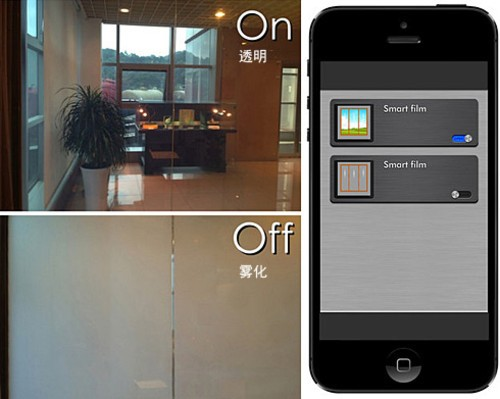 On
透明
Off
雾化
Smart film
Smart film